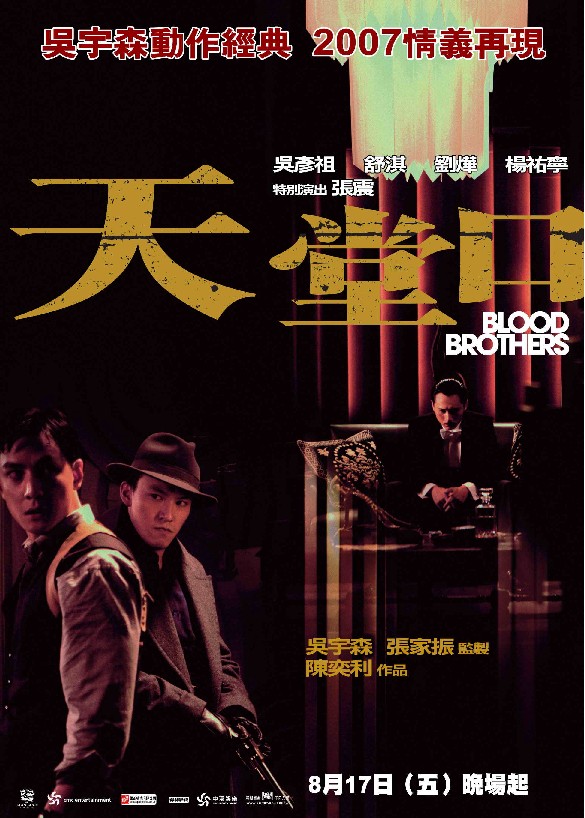 吳宇森動作經典 2007情義再現
吳彥祖 舒淇 劉燁 楊祐寧
特別演出 張震
天堂口
BLOOD
BROTHERS
吳宇森 張家振 監製
陳奕利 作品
8月17日（五）晚場起
cmc entertainment